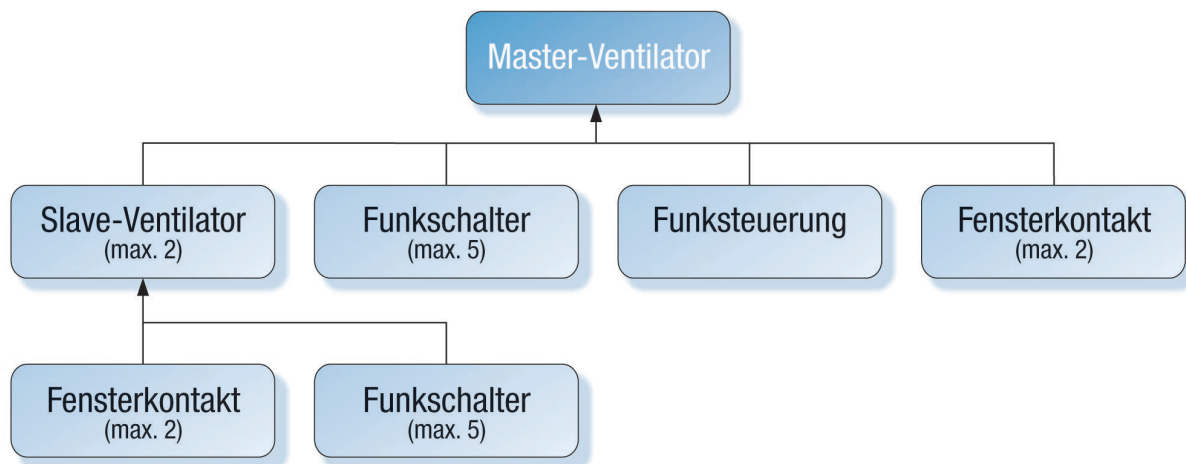 Master-Ventilator
Slave-Ventilator
(max. 2)
Funkschalter
(max. 5)
Funksteuerung
Fensterkontakt
(max. 2)
Fensterkontakt
(max. 2)
Funkschalter
(max. 5)